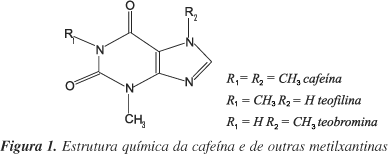 O
R₂
R₁
N
N
O
N
N
CH₃
R₁ = R₂ = CH₃ cafeína
R₁ = CH₃ R₂ = H teofilina
R₁ = H R₂ = CH₃ teobromina
Figura 1. Estrutura química da cafeína e de outras metilxantinas